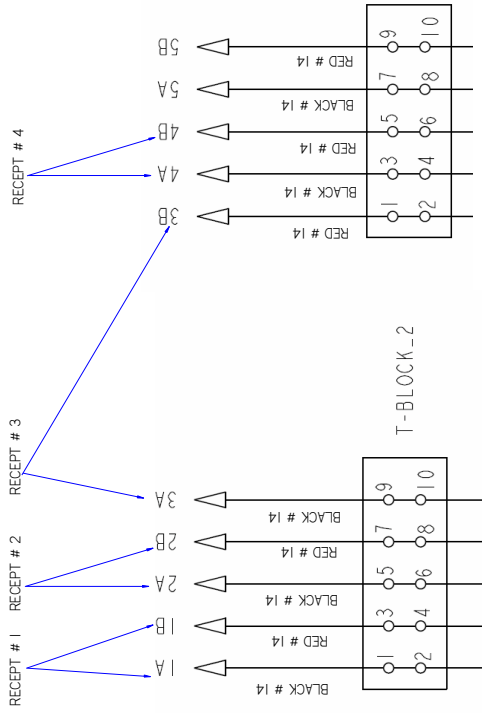 RECEPT # 4
5B
RED # 14
9
10
5A
BLACK # 14
7
8
4B
RED # 14
5
6
4A
BLACK # 14
3
4
3B
RED # 14
1
2
RECEPT # 3
T-BLOCK_2
3A
BLACK # 14
9
10
RECEPT # 2
2B
RED # 14
7
8
2A
BLACK # 14
5
6
RECEPT # 1
1B
RED # 14
3
4
1A
BLACK # 14
1
2